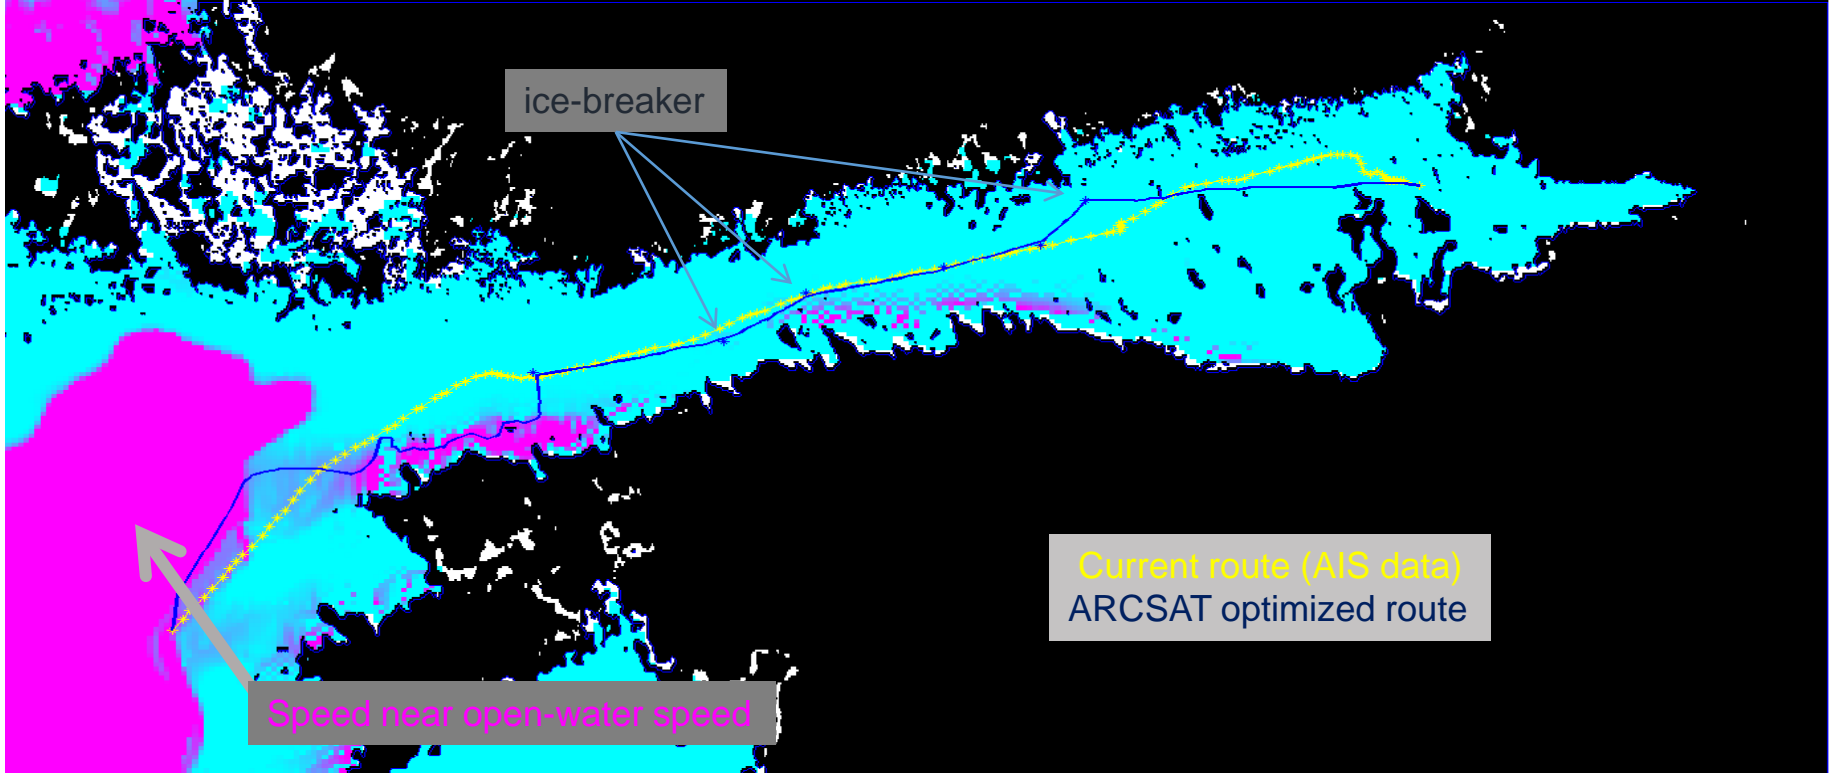 ice-breaker
Current route (AIS data)
ARCSAT optimized route
Speed near open-water speed